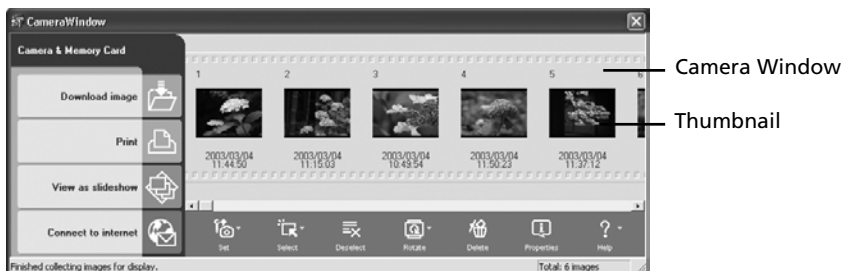 CameraWindow
Camera & Memory Card
Download image
Print
View as slideshow
Connect to internet
1 2 3 4 5 6
2003/03/04 2003/03/04 2003/03/04 2003/03/04 2003/03/04
11:44:50 11:15:03 10:49:54 11:50:23 11:37:12
Set Select Deselect Rotate Delete Properties Help
Finished collecting images for display.
Total: 6 images
Camera Window
Thumbnail